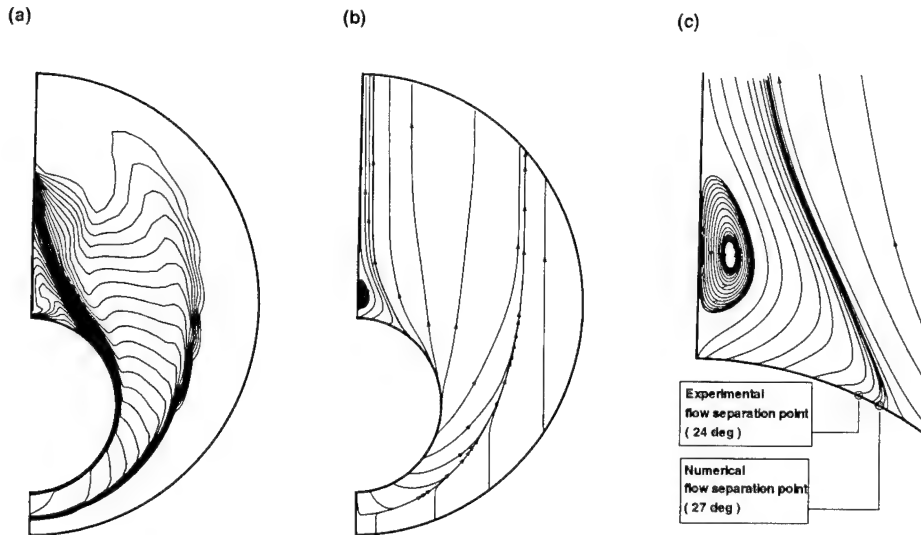 (a)
(b)
(c)
Experimental
flow separation point
( 24 deg )
Numerical
flow separation point
( 27 deg )